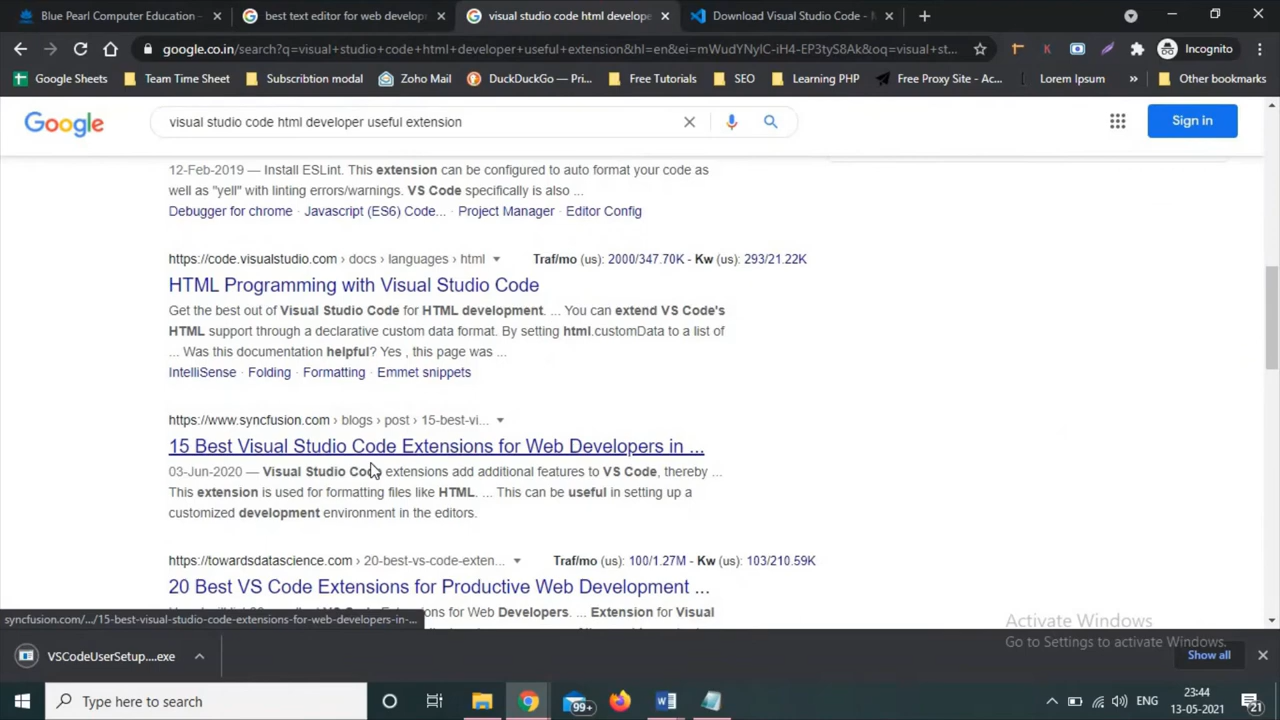 Blue Pearl Computer Education -
best text editor for web develop
visual studio code html develope
Download Visual Studio Code - M
google.co.in/search?q=visual+studio+code+html+developer+useful+extension&hl=en&ei=mWudYNylC-iH4-EP3tyS8Ak&oq=visual+st...
Incognito
Google Sheets
Team Time Sheet
Subscribtion modal
Zoho Mail
DuckDuckGo — Pri...
Free Tutorials
SEO
Learning PHP
Free Proxy Site - Ac...
Lorem Ipsum
»
Other bookmarks
Google
visual studio code html developer useful extension
Sign in
12-Feb-2019 — Install ESLint. This extension can be configured to auto format your code as
well as "yell" with linting errors/warnings. VS Code specifically is also ...
Debugger for chrome · Javascript (ES6) Code... · Project Manager · Editor Config
https://code.visualstudio.com › docs › languages › html
Traf/mo (us): 2000/347.70K - Kw (us): 293/21.22K
HTML Programming with Visual Studio Code
Get the best out of Visual Studio Code for HTML development. ... You can extend VS Code's
HTML support through a declarative custom data format. By setting html.customData to a list of
... Was this documentation helpful? Yes , this page was ...
IntelliSense · Folding · Formatting · Emmet snippets
https://www.syncfusion.com › blogs › post › 15-best-vi...
15 Best Visual Studio Code Extensions for Web Developers in ...
03-Jun-2020 — Visual Studio Code extensions add additional features to VS Code, thereby ...
This extension is used for formatting files like HTML. ... This can be useful in setting up a
customized development environment in the editors.
https://towardsdatascience.com › 20-best-vs-code-exten...
Traf/mo (us): 100/1.27M - Kw (us): 103/210.59K
20 Best VS Code Extensions for Productive Web Development ...
Extensions for Web Developers. ... Extension for Visual
syncfusion.com/.../15-best-visual-studio-code-extensions-for-web-developers-in-...
Activate Windows
Go to Settings to activate Windows.
VSCodeUserSetup....exe
Show all
Type here to search
99+
ENG
23:44
13-05-2021
21